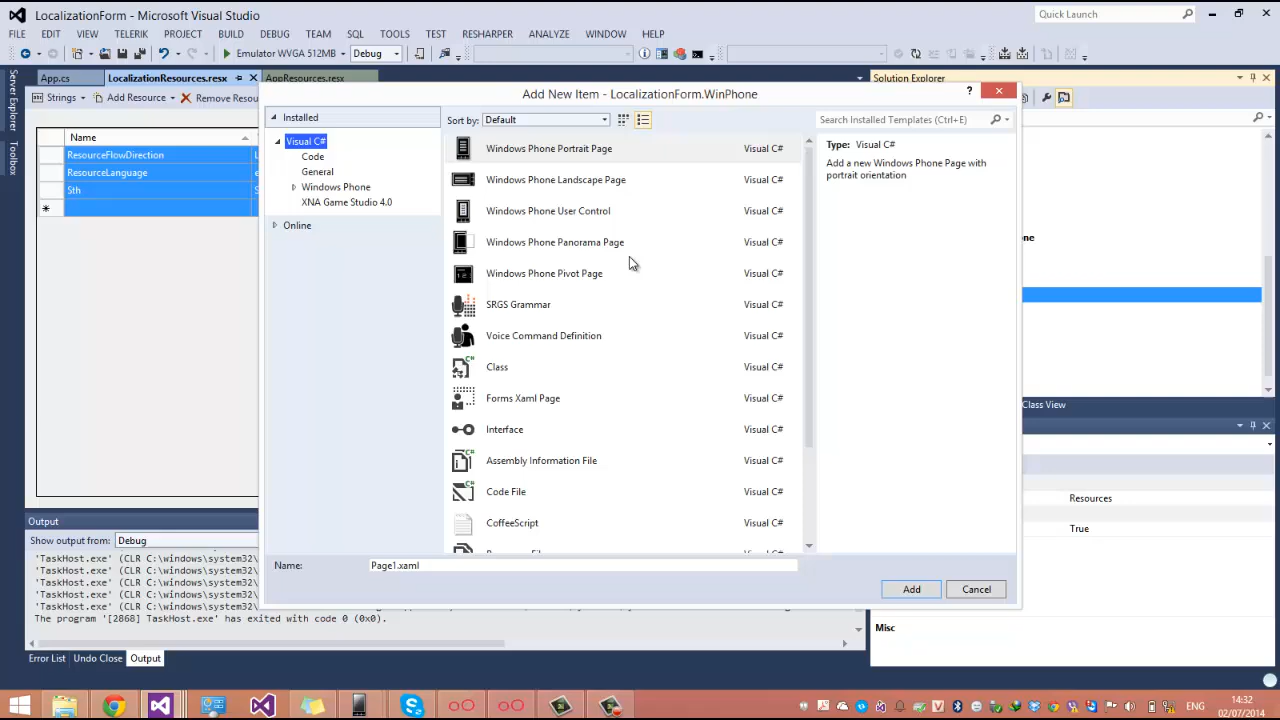 LocalizationForm - Microsoft Visual Studio
Quick Launch
FILE EDIT VIEW TELERIK PROJECT BUILD DEBUG TEAM SQL TOOLS TEST RESHARPER ANALYZE WINDOW HELP
Emulator WVGA 512MB Debug
Server Explorer
Toolbox
App.cs LocalizationResources.resx AppResources.resx
Solution Explorer
Strings Add Resource Remove
Name
ResourceFlowDirection
ResourceLanguage
Sth
Add New Item - LocalizationForm.WinPhone
Installed
Sort by: Default
Search Installed Templates (Ctrl+E)
Visual C#
Code
General
Windows Phone
XNA Game Studio 4.0
Online
Windows Phone Portrait Page Visual C#
Windows Phone Landscape Page Visual C#
Windows Phone User Control Visual C#
Windows Phone Panorama Page Visual C#
Windows Phone Pivot Page Visual C#
SRGS Grammar Visual C#
Voice Command Definition Visual C#
Class Visual C#
Forms Xaml Page Visual C#
Interface Visual C#
Assembly Information File Visual C#
Code File Visual C#
CoffeeScript Visual C#
Type: Visual C#
Add a new Windows Phone Page with
portrait orientation
Name: Page1.xaml
Add Cancel
Class View
Resources
True
Misc
Output
Show output from: Debug
'TaskHost.exe' (CLR C:\windows\system32\
'TaskHost.exe' (CLR C:\windows\system32\
'TaskHost.exe' (CLR C:\windows\system32\
'TaskHost.exe' (CLR C:\windows\system32\
'TaskHost.exe' (CLR C:\windows\system32\
The program '[2868] TaskHost.exe' has exited with code 0 (0x0).
Error List Undo Close Output
ENG
14:32
02/07/2014